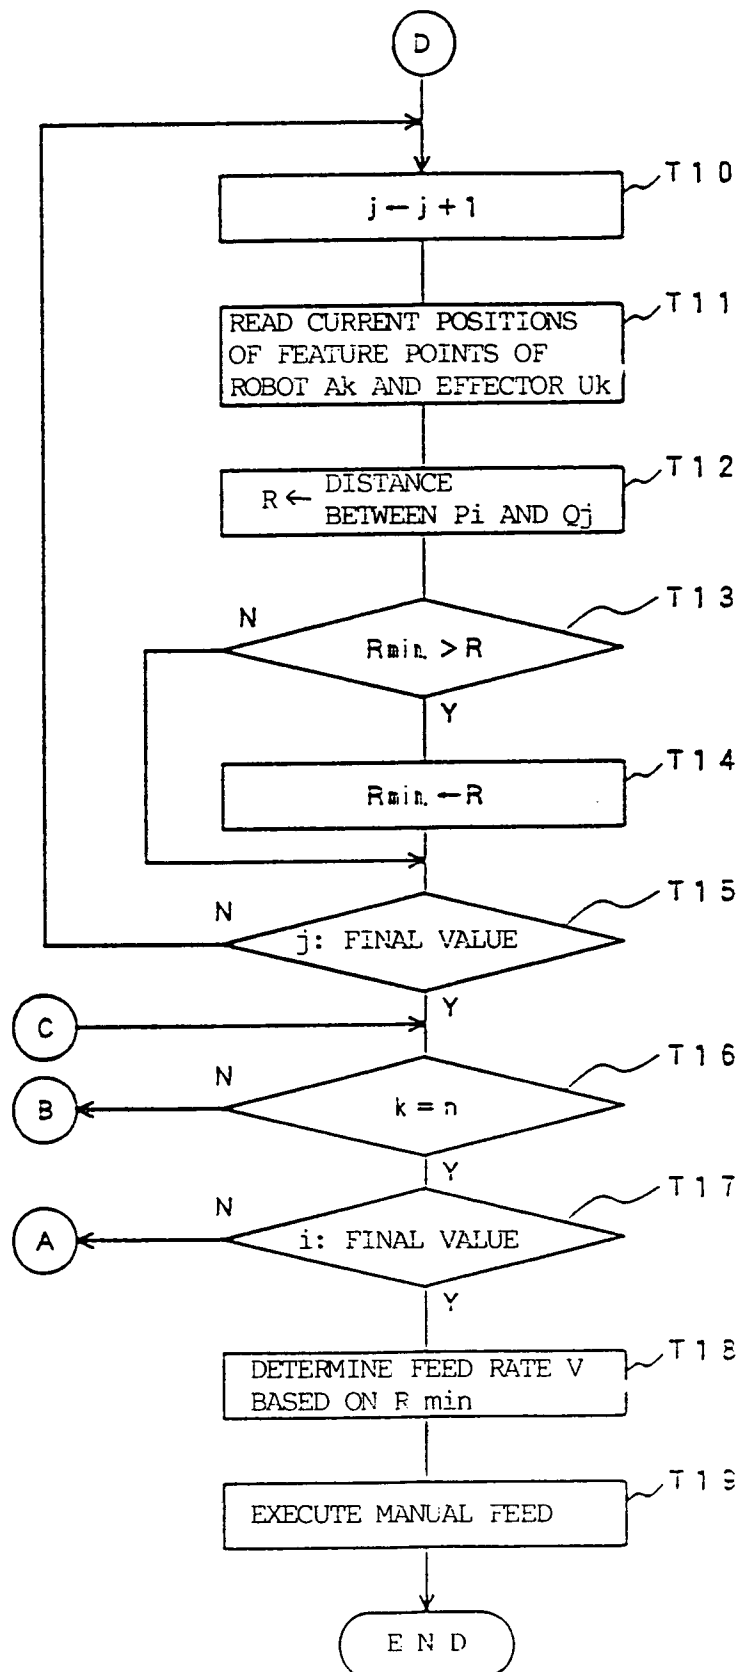 D
T10
j←j+1
T11
READ CURRENT POSITIONS
OF FEATURE POINTS OF
ROBOT Ak AND EFFECTOR Uk
T12
R← DISTANCE
BETWEEN Pi AND Qj
T13
N
Rmin. > R
Y
T14
Rmin. ← R
T15
N
j: FINAL VALUE
Y
C
T16
N
B
k = n
Y
T17
N
A
i: FINAL VALUE
Y
T18
DETERMINE FEED RATE V
BASED ON R min
T19
EXECUTE MANUAL FEED
END